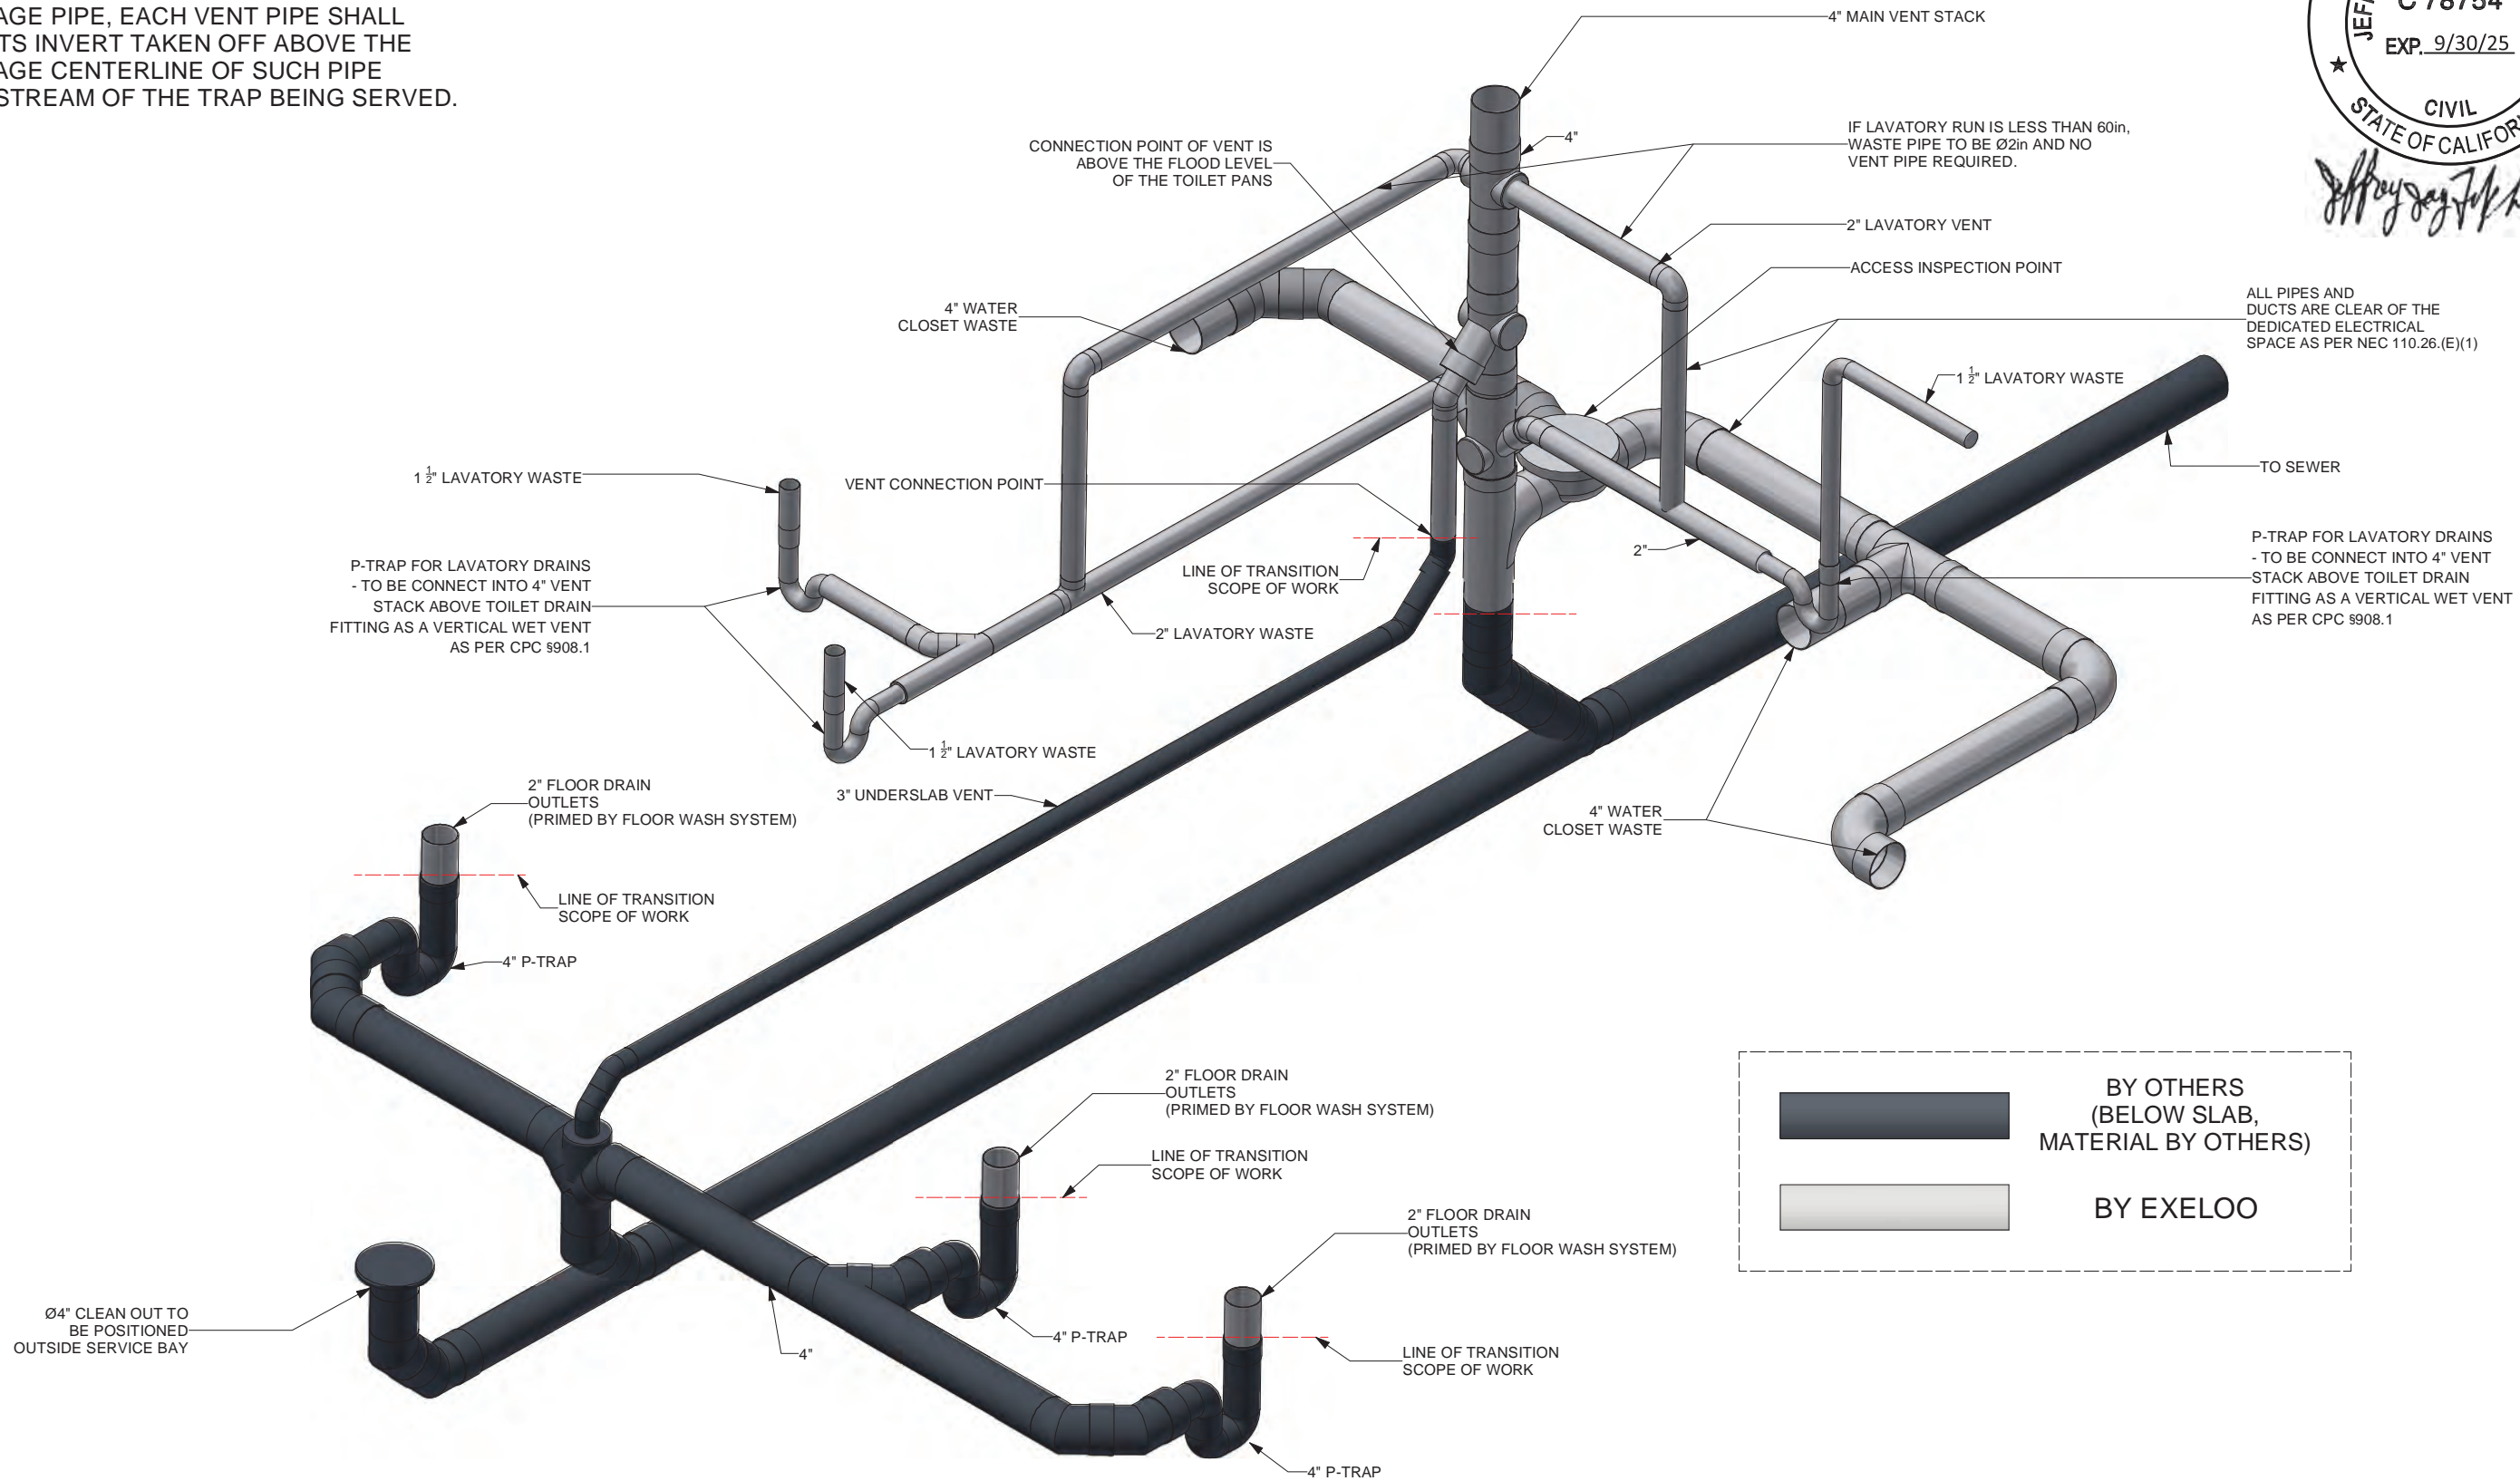 AGE PIPE, EACH VENT PIPE SHALL
TS INVERT TAKEN OFF ABOVE THE
AGE CENTERLINE OF SUCH PIPE
STREAM OF THE TRAP BEING SERVED.
4" MAIN VENT STACK
C 78754
EXP. 9/30/25
★
CIVIL
STATE OF CALIFOR
CONNECTION POINT OF VENT IS
ABOVE THE FLOOD LEVEL
OF THE TOILET PANS
4"
IF LAVATORY RUN IS LESS THAN 60in,
WASTE PIPE TO BE Ø2in AND NO
VENT PIPE REQUIRED.
2" LAVATORY VENT
ACCESS INSPECTION POINT
4" WATER
CLOSET WASTE
ALL PIPES AND
DUCTS ARE CLEAR OF THE
DEDICATED ELECTRICAL
SPACE AS PER NEC 110.26.(E)(1)
1 1/2" LAVATORY WASTE
TO SEWER
1 1/2" LAVATORY WASTE
VENT CONNECTION POINT
P-TRAP FOR LAVATORY DRAINS
- TO BE CONNECT INTO 4" VENT
STACK ABOVE TOILET DRAIN
FITTING AS A VERTICAL WET VENT
AS PER CPC §908.1
LINE OF TRANSITION
SCOPE OF WORK
2"
P-TRAP FOR LAVATORY DRAINS
- TO BE CONNECT INTO 4" VENT
STACK ABOVE TOILET DRAIN
FITTING AS A VERTICAL WET VENT
AS PER CPC §908.1
2" LAVATORY WASTE
1 1/2" LAVATORY WASTE
3" UNDERSLAB VENT
4" WATER
CLOSET WASTE
2" FLOOR DRAIN
OUTLETS
(PRIMED BY FLOOR WASH SYSTEM)
LINE OF TRANSITION
SCOPE OF WORK
4" P-TRAP
2" FLOOR DRAIN
OUTLETS
(PRIMED BY FLOOR WASH SYSTEM)
LINE OF TRANSITION
SCOPE OF WORK
2" FLOOR DRAIN
OUTLETS
(PRIMED BY FLOOR WASH SYSTEM)
BY OTHERS
(BELOW SLAB,
MATERIAL BY OTHERS)
BY EXELOO
Ø4" CLEAN OUT TO
BE POSITIONED
OUTSIDE SERVICE BAY
4"
4" P-TRAP
LINE OF TRANSITION
SCOPE OF WORK
4" P-TRAP